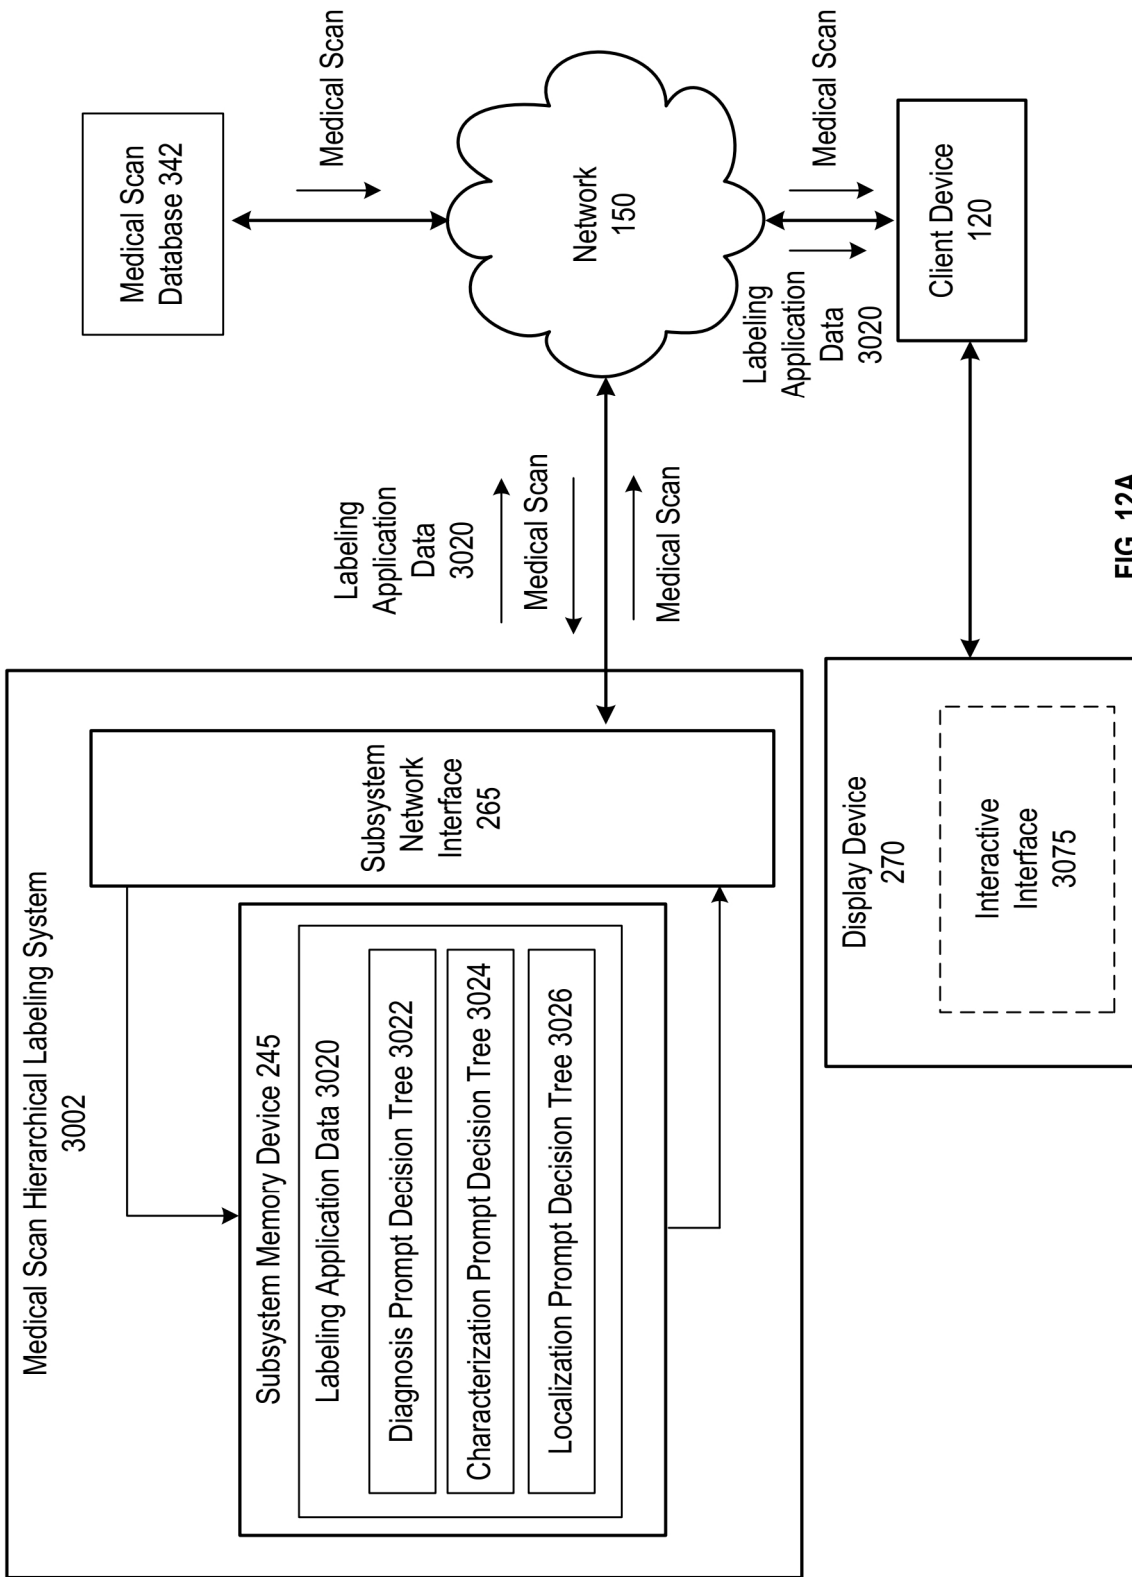 Medical Scan Hierarchical Labeling System
3002
Subsystem Memory Device 245
Labeling Application Data 3020
Diagnosis Prompt Decision Tree 3022
Characterization Prompt Decision Tree 3024
Localization Prompt Decision Tree 3026
Subsystem
Network
Interface
265
Labeling
Application
Data
3020
Medical Scan
Medical Scan
Medical Scan
Database 342
Medical Scan
Network
150
Labeling
Application
Data
3020
Medical Scan
Client Device
120
Display Device
270
Interactive
Interface
3075
FIG. 12A